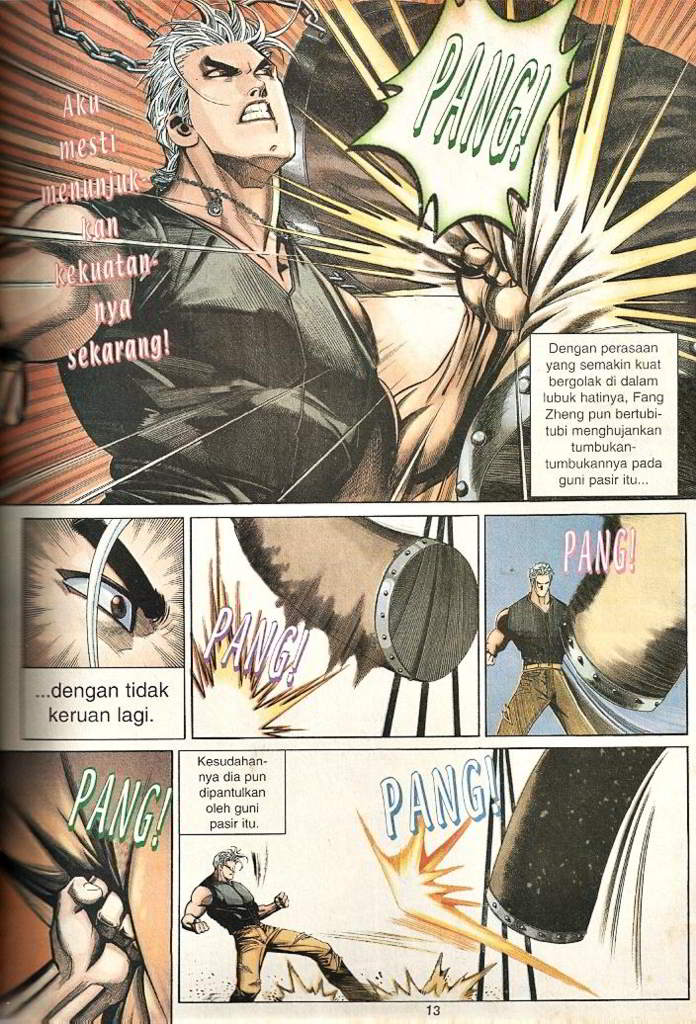 PANG!
Aku
mesti
menunjuk-
kan
kekuatan-
nya
sekarang!
Dengan perasaan
yang semakin kuat
bergolak di dalam
lubuk hatinya, Fang
Zheng pun bertubi-
tubi menghujankan
tumbukan-
tumbukannya pada
guni pasir itu...
...dengan tidak
keruan lagi.
PANG!
PANG!
PANG!
Kesudahan-
nya dia pun
dipantulkan
oleh guni
pasir itu.
PANG!
13